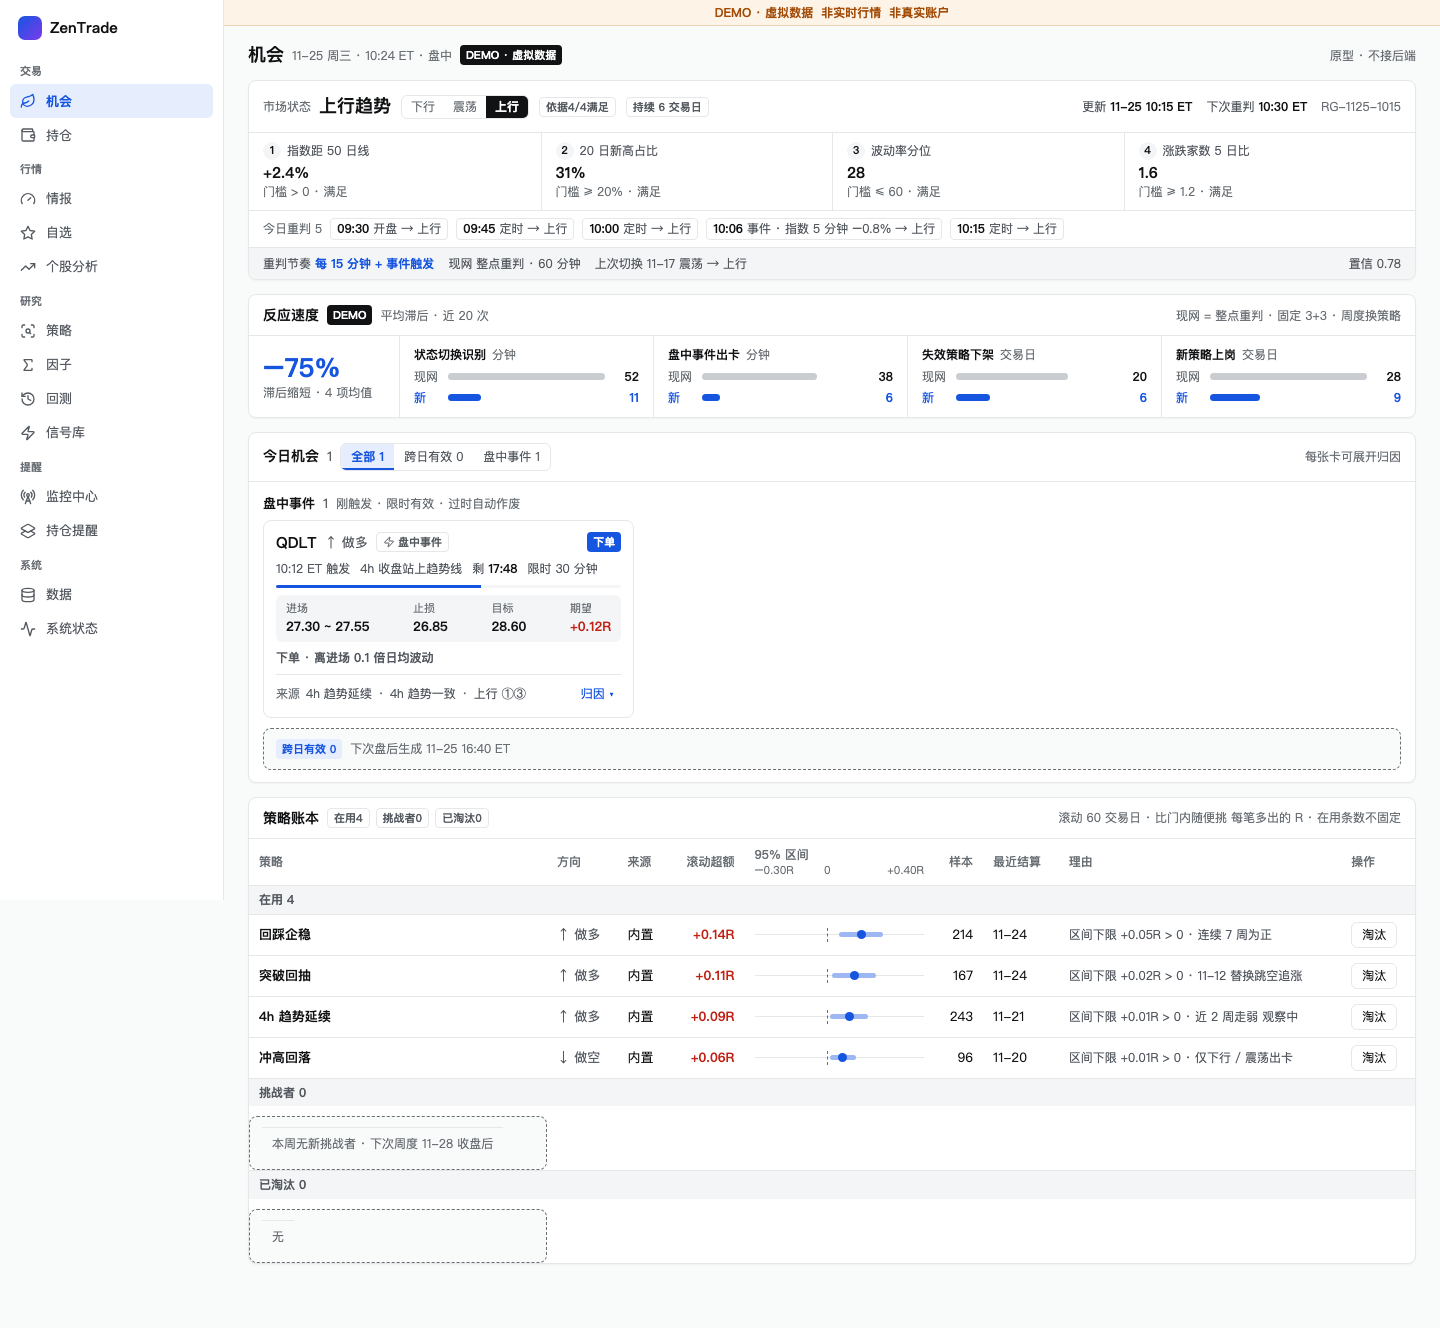 ZenTrade
交易
机会
持仓
行情
情报
自选
个股分析
研究
策略
因子
回测
信号库
提醒
监控中心
持仓提醒
系统
数据
系统状态
DEMO · 虚拟数据 非实时行情 非真实账户
机会 11-25 周三 · 10:24 ET · 盘中 DEMO · 虚拟数据 原型 · 不接后端
市场状态 上行趋势 下行 震荡 上行 依据4/4满足 持续 6 交易日 更新 11-25 10:15 ET 下次重判 10:30 ET RG-1125-1015
1 指数距 50 日线
+2.4%
门槛 > 0 · 满足
2 20 日新高占比
31%
门槛 ≥ 20% · 满足
3 波动率分位
28
门槛 ≤ 60 · 满足
4 涨跌家数 5 日比
1.6
门槛 ≥ 1.2 · 满足
今日重判 5 09:30 开盘 → 上行 09:45 定时 → 上行 10:00 定时 → 上行 10:06 事件 · 指数 5 分钟 −0.8% → 上行 10:15 定时 → 上行
重判节奏 每 15 分钟 + 事件触发 现网 整点重判 · 60 分钟 上次切换 11-17 震荡 → 上行 置信 0.78
反应速度 DEMO 平均滞后 · 近 20 次 现网 = 整点重判 · 固定 3+3 · 周度换策略
−75%
滞后缩短 · 4 项均值
状态切换识别 分钟
现网 52
新 11
盘中事件出卡 分钟
现网 38
新 6
失效策略下架 交易日
现网 20
新 6
新策略上岗 交易日
现网 28
新 9
今日机会 1 全部 1 跨日有效 0 盘中事件 1 每张卡可展开归因
盘中事件 1 刚触发 · 限时有效 · 过时自动作废
QDLT ↑ 做多 盘中事件 下单
10:12 ET 触发 4h 收盘站上趋势线 剩 17:48 限时 30 分钟
进场 止损 目标 期望
27.30 ~ 27.55 26.85 28.60 +0.12R
下单 · 离进场 0.1 倍日均波动
来源 4h 趋势延续 · 4h 趋势一致 · 上行 ①③ 归因 ▾
跨日有效 0 下次盘后生成 11-25 16:40 ET
策略账本 在用4 挑战者0 已淘汰0 滚动 60 交易日 · 比门内随便挑 每笔多出的 R · 在用条数不固定
策略 方向 来源 滚动超额 95% 区间 样本 最近结算 理由 操作
−0.30R 0 +0.40R
在用 4
回踩企稳 ↑ 做多 内置 +0.14R 214 11-24 区间下限 +0.05R > 0 · 连续 7 周为正 淘汰
突破回抽 ↑ 做多 内置 +0.11R 167 11-24 区间下限 +0.02R > 0 · 11-12 替换跳空追涨 淘汰
4h 趋势延续 ↑ 做多 内置 +0.09R 243 11-21 区间下限 +0.01R > 0 · 近 2 周走弱 观察中 淘汰
冲高回落 ↓ 做空 内置 +0.06R 96 11-20 区间下限 +0.01R > 0 · 仅下行 / 震荡出卡 淘汰
挑战者 0
本周无新挑战者 · 下次周度 11-28 收盘后
已淘汰 0
无